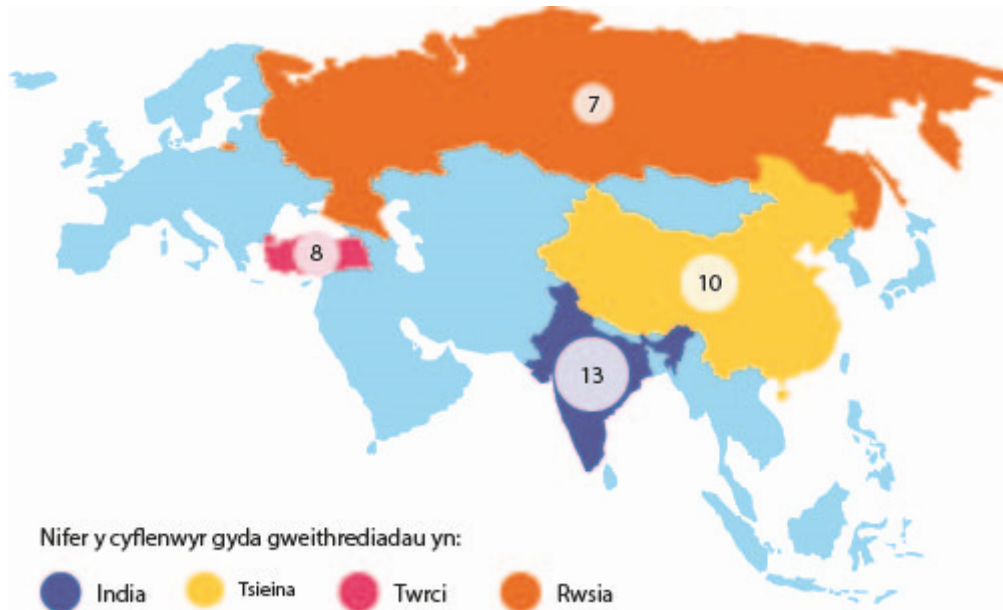 7
8
10
13
Nifer y cyflenwyr gyda gweithrediadau yn:
India Tsieina Twrci Rwsia